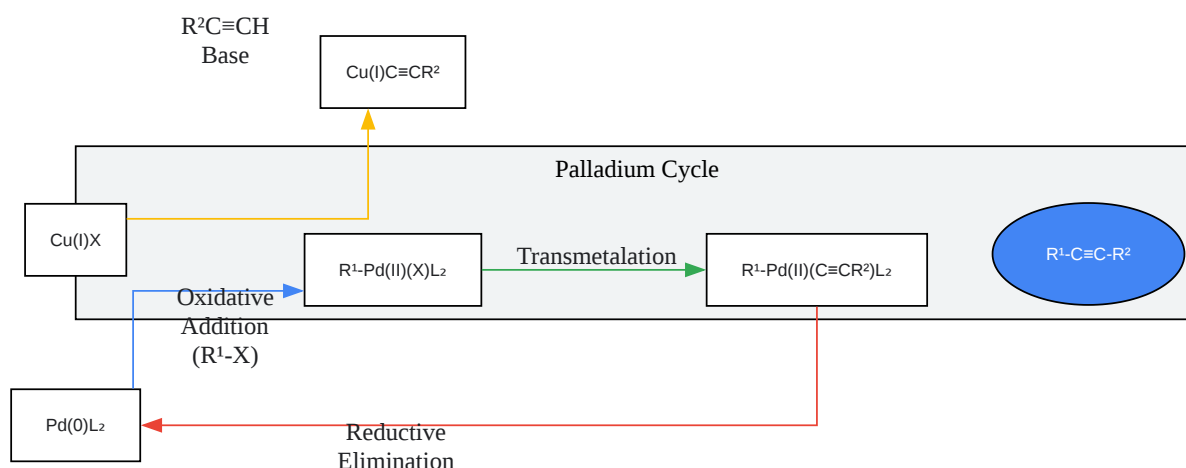 R²C≡CH
Base
Cu(I)C≡CR²
Palladium Cycle
Cu(I)X
R¹-Pd(II)(X)L₂
Transmetalation
R¹-Pd(II)(C≡CR²)L₂
R¹-C≡C-R²
Oxidative
Addition
(R¹-X)
Pd(0)L₂
Reductive
Elimination